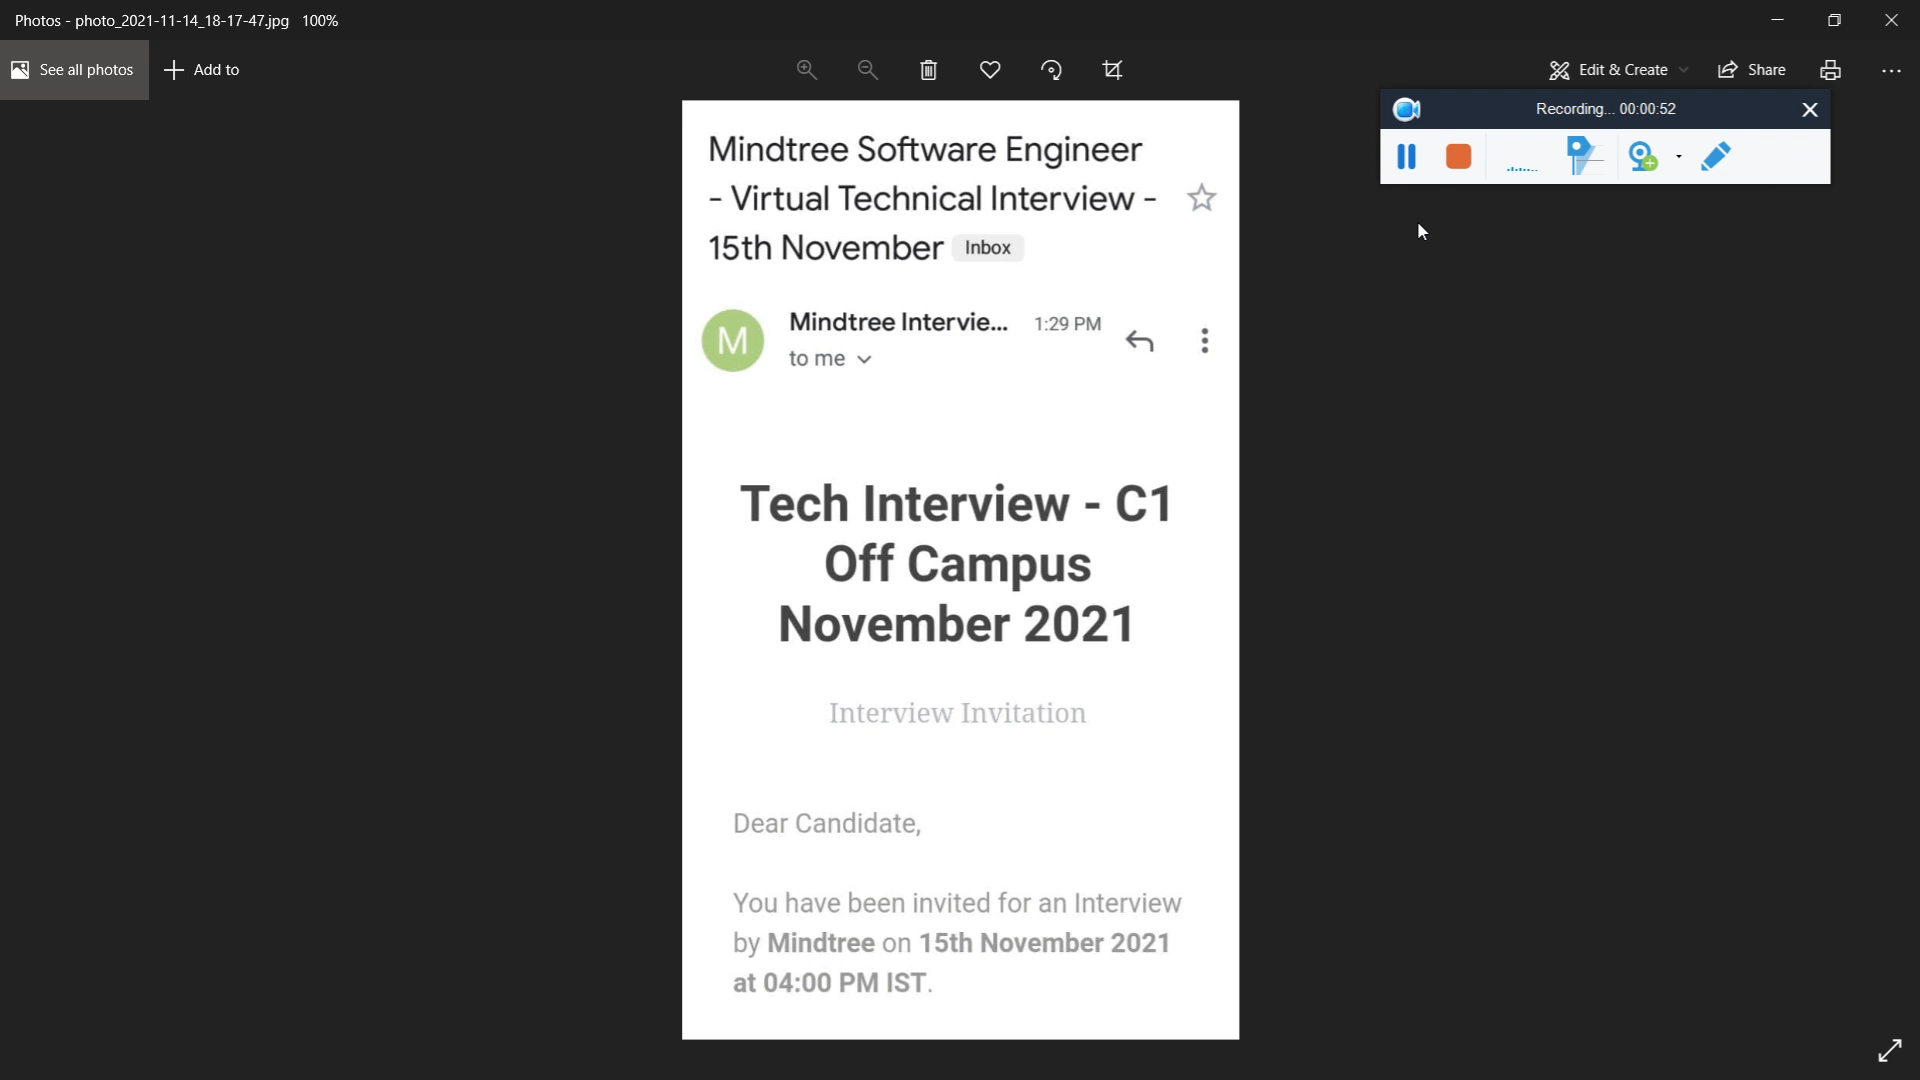 Photos - photo_2021-11-14_18-17-47.jpg 100%
See all photos
Add to
Edit & Create
Share
Recording... 00:00:52
Mindtree Software Engineer
- Virtual Technical Interview -
15th November Inbox
M
Mindtree Intervie... 1:29 PM
to me
Tech Interview - C1
Off Campus
November 2021
Interview Invitation
Dear Candidate,
You have been invited for an Interview
by Mindtree on 15th November 2021
at 04:00 PM IST.